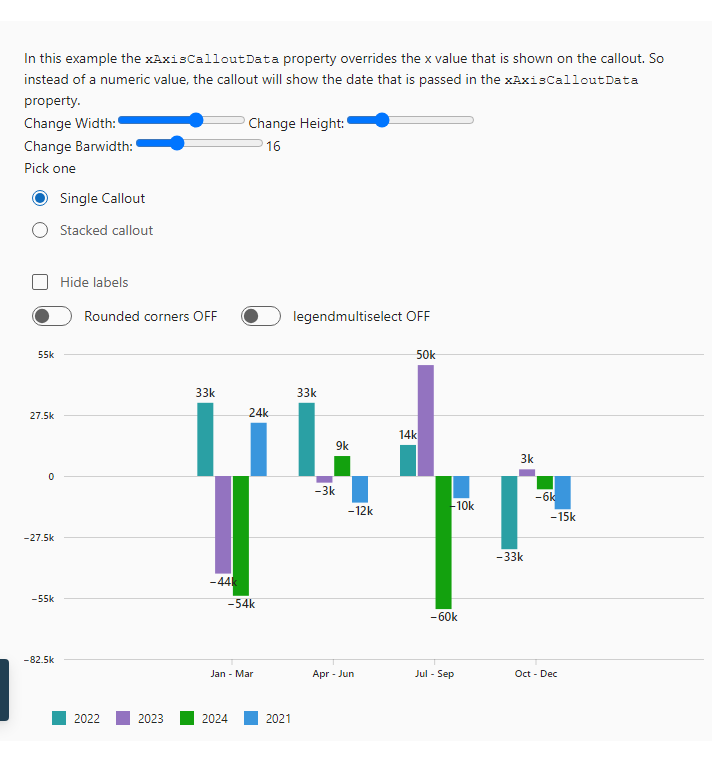 In this example the xAxisCalloutData property overrides the x value that is shown on the callout. So
instead of a numeric value, the callout will show the date that is passed in the xAxisCalloutData
property.
Change Width: Change Height:
Change Barwidth: 16
Pick one
Single Callout
Stacked callout
Hide labels
Rounded corners OFF legendmultiselect OFF
55k
50k
33k
33k
27.5k
24k
14k
9k
3k
0
−3k
−6k
−10k
−12k
−15k
−27.5k
−33k
−44k
−55k
−54k
−60k
−82.5k
Jan - Mar Apr - Jun Jul - Sep Oct - Dec
2022 2023 2024 2021